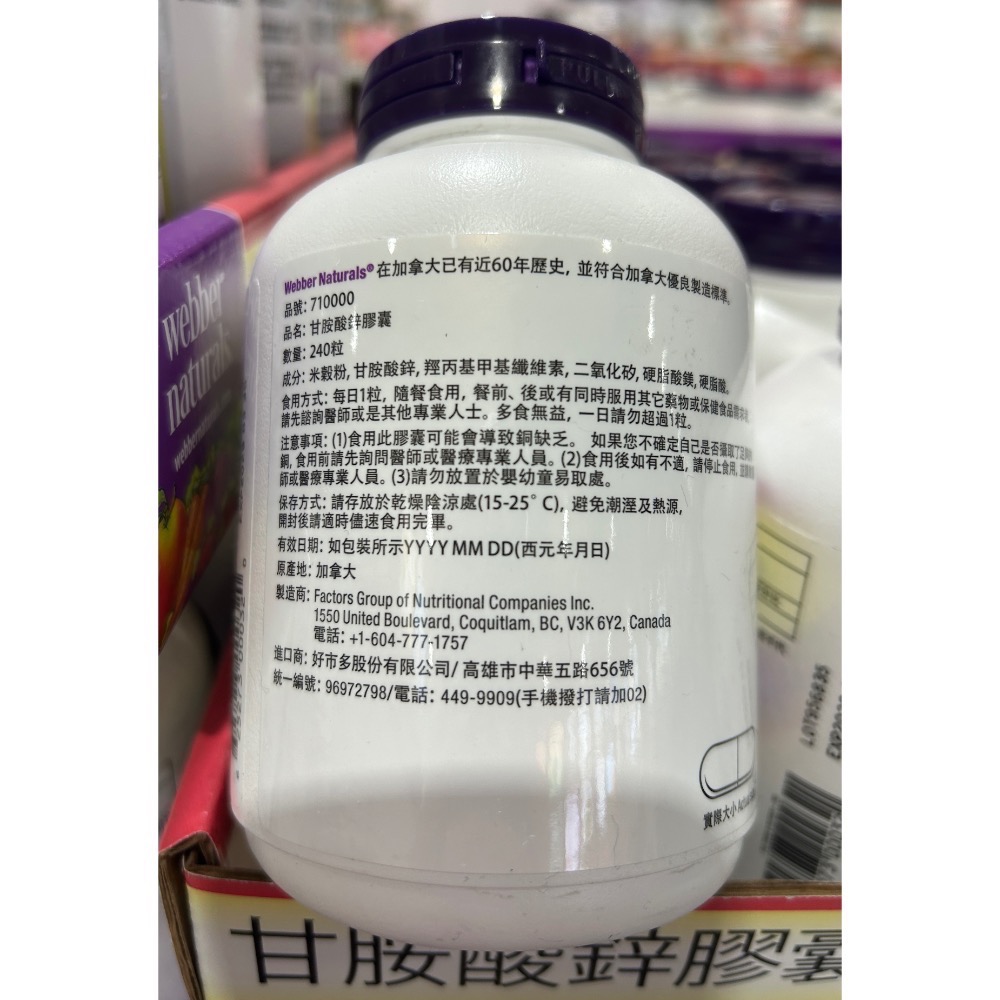 PULL
Webber Naturals® 在加拿大已有近60年歷史, 並符合加拿大優良製造標準。
品號: 710000
品名: 甘胺酸鋅膠囊
數量: 240粒
成分: 米穀粉, 甘胺酸鋅, 羥丙基甲基纖維素, 二氧化矽, 硬脂酸鎂, 硬脂酸。
食用方式: 每日1粒, 隨餐食用, 餐前、後或有同時服用其它藥物或保健食品
請先諮詢醫師或是其他專業人士。多食無益, 一日請勿超過1粒。
注意事項: (1)食用此膠囊可能會導致銅缺乏。 如果您不確定自己是否攝取了足夠
銅, 食用前請先詢問醫師或醫療專業人員。(2)食用後如有不適, 請停止食用,
師或醫療專業人員。(3)請勿放置於嬰幼童易取處。
保存方式: 請存放於乾燥陰涼處(15-25°C), 避免潮溼及熱源,
開封後請適時儘速食用完畢。
有效日期: 如包裝所示YYYY MM DD(西元年月日)
原產地: 加拿大
製造商: Factors Group of Nutritional Companies Inc.
1550 United Boulevard, Coquitlam, BC, V3K 6Y2, Canada
電話: +1-604-777-1757
進口商: 好市多股份有限公司/ 高雄市中華五路656號
統一編號: 96972798/電話: 449-9909(手機撥打請加02)
實際大小
webber
naturals
甘胺酸鋅膠囊